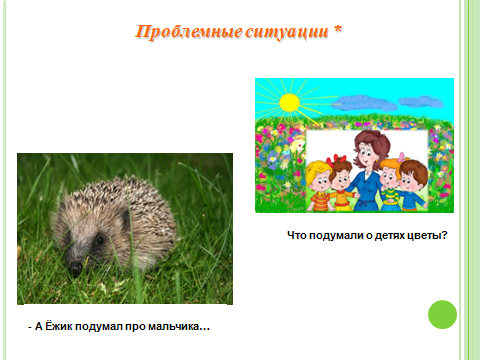 Проблемные ситуации *
Что подумали о детях цветы?
- А Ёжик подумал про мальчика…